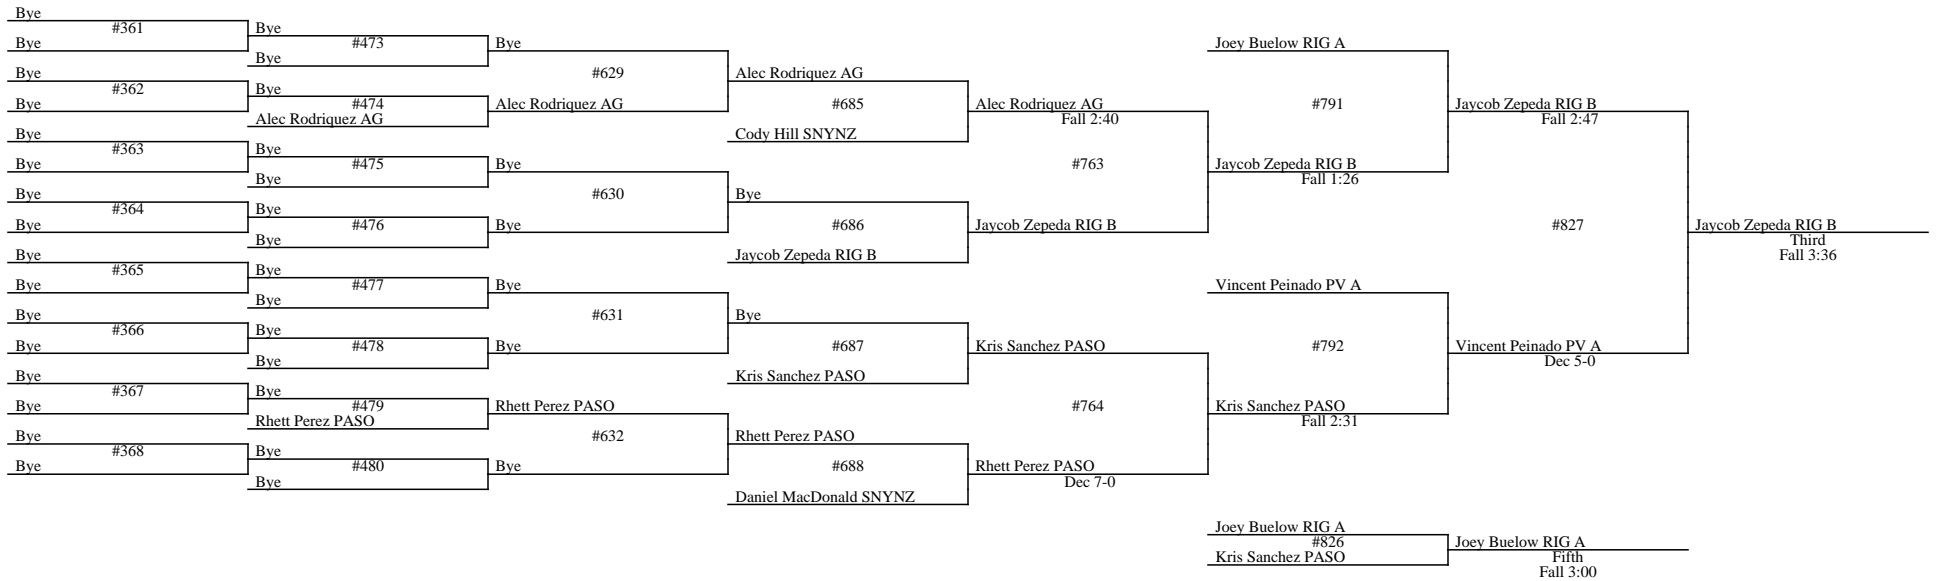 Bye
#361
Bye
Bye
#362
Bye
Bye
#363
Bye
Bye
#364
Bye
Bye
#365
Bye
Bye
#366
Bye
Bye
#367
Bye
Bye
#368
Bye
Bye
#473
Bye
Bye
#474
Alec Rodriquez AG
Bye
#475
Bye
Bye
#476
Bye
Bye
#477
Bye
Bye
#478
Bye
Bye
#479
Rhett Perez PASO
Bye
#480
Bye
Bye
#629
Alec Rodriquez AG
Bye
#630
Bye
Bye
#631
Bye
Rhett Perez PASO
#632
Bye
Alec Rodriquez AG
#685
Cody Hill SNYNZ
Bye
#686
Jaycob Zepeda RIG B
Bye
#687
Kris Sanchez PASO
Rhett Perez PASO
#688
Daniel MacDonald SNYNZ
Alec Rodriquez AG
Fall 2:40
#763
Jaycob Zepeda RIG B
Kris Sanchez PASO
#764
Rhett Perez PASO
Dec 7-0
Joey Buelow RIG A
#791
Jaycob Zepeda RIG B
Fall 1:26
Vincent Peinado PV A
#792
Kris Sanchez PASO
Fall 2:31
Jaycob Zepeda RIG B
Fall 2:47
#827
Vincent Peinado PV A
Dec 5-0
Jaycob Zepeda RIG B
Third
Fall 3:36
Joey Buelow RIG A
#826
Kris Sanchez PASO
Joey Buelow RIG A
Fifth
Fall 3:00